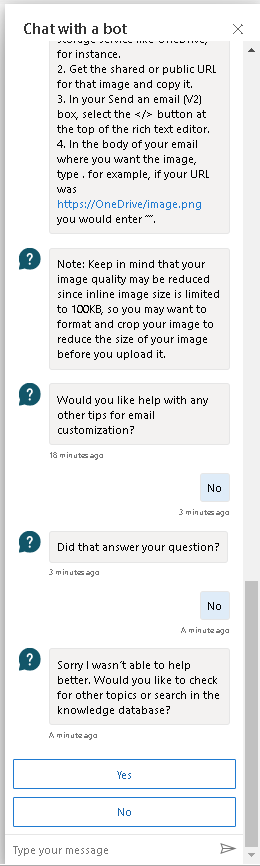 Chat with a bot
storage service like OneDrive,
for instance.
2. Get the shared or public URL
for that image and copy it.
3. In your Send an email (V2)
box, select the </> button at
the top of the rich text editor.
4. In the body of your email
where you want the image,
type . for example, if your URL
was
https://OneDrive/image.png
you would enter "".
Note: Keep in mind that your
image quality may be reduced
since inline image size is limited
to 100KB, so you may want to
format and crop your image to
reduce the size of your image
before you upload it.
Would you like help with any
other tips for email
customization?
18 minutes ago
No
3 minutes ago
Did that answer your question?
3 minutes ago
No
A minute ago
Sorry I wasn't able to help
better. Would you like to check
for other topics or search in the
knowledge database?
A minute ago
Yes
No
Type your message